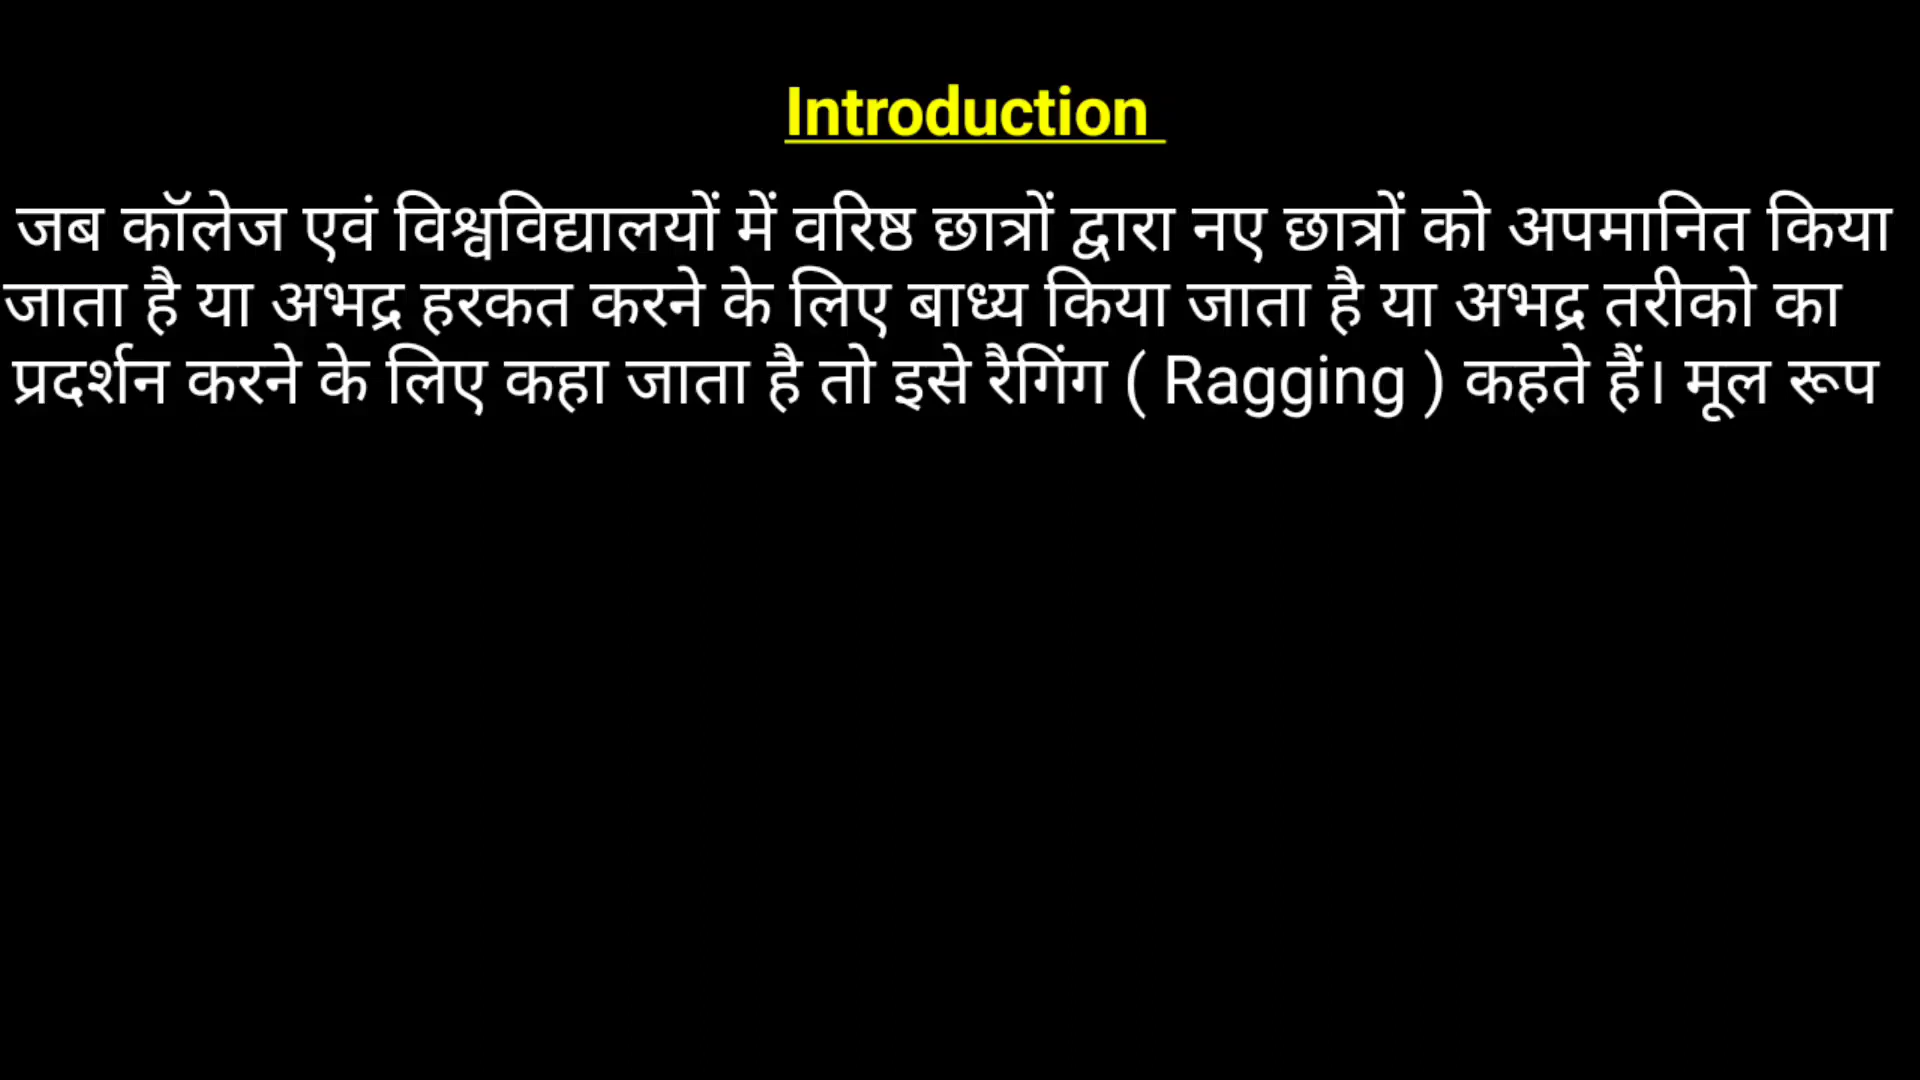 Introduction
जब कॉलेज एवं विश्वविद्यालयों में वरिष्ठ छात्रों द्वारा नए छात्रों को अपमानित किया
जाता है या अभद्र हरकत करने के लिए बाध्य किया जाता है या अभद्र तरीको का
प्रदर्शन करने के लिए कहा जाता है तो इसे रैगिंग ( Ragging ) कहते हैं। मूल रूप